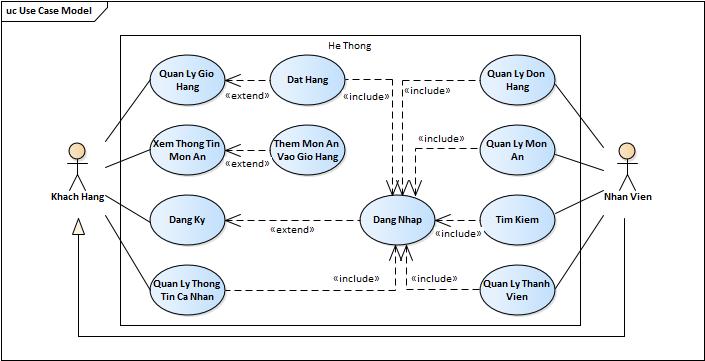 uc Use Case Model
He Thong
Quan Ly Gio
Hang
«extend»
Dat Hang
«include»
«include»
Quan Ly Don
Hang
Xem Thong Tin
Mon An
«extend»
Them Mon An
Vao Gio Hang
«include»
Quan Ly Mon
An
Khach Hang
Nhan Vien
Dang Ky
«extend»
Dang Nhap
«include»
Tim Kiem
Quan Ly Thong
Tin Ca Nhan
«include»
«include»
Quan Ly Thanh
Vien